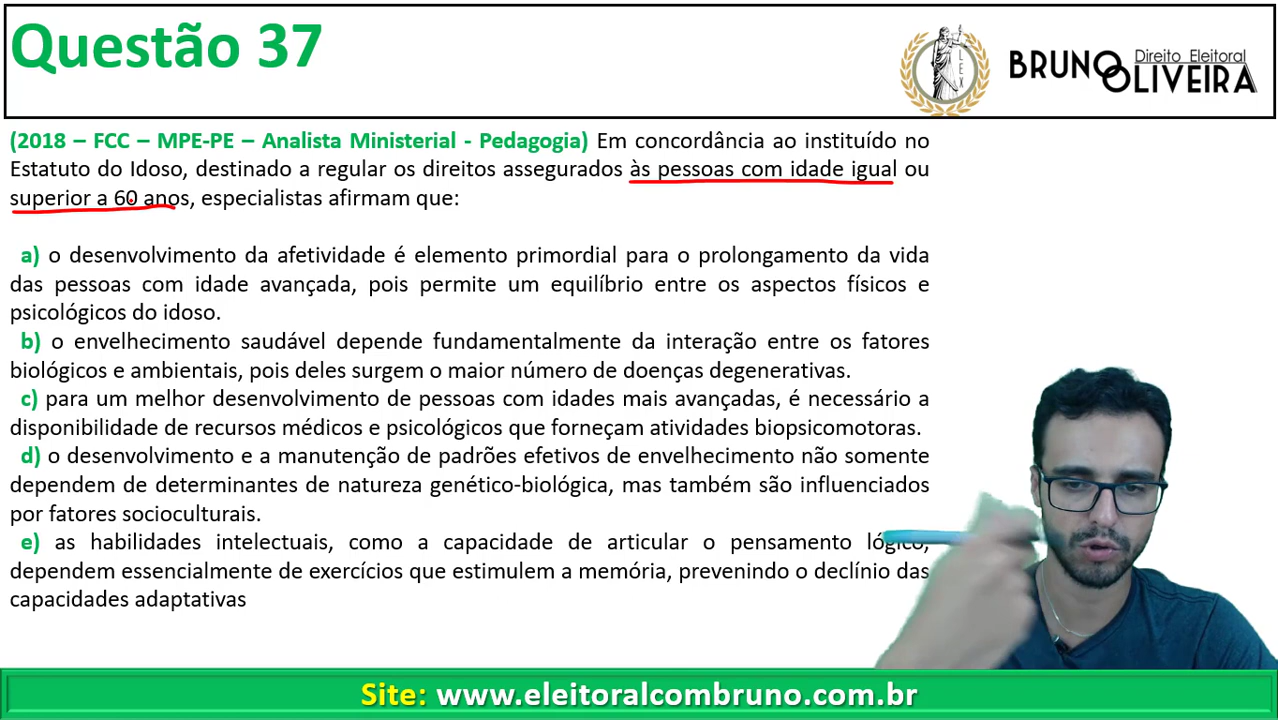 Questão 37
BRUNO OLIVEIRA
Direito Eleitoral
LEX
(2018 – FCC – MPE-PE – Analista Ministerial - Pedagogia) Em concordância ao instituído no
Estatuto do Idoso, destinado a regular os direitos assegurados às pessoas com idade igual ou
superior a 60 anos, especialistas afirmam que:
a) o desenvolvimento da afetividade é elemento primordial para o prolongamento da vida
das pessoas com idade avançada, pois permite um equilíbrio entre os aspectos físicos e
psicológicos do idoso.
b) o envelhecimento saudável depende fundamentalmente da interação entre os fatores
biológicos e ambientais, pois deles surgem o maior número de doenças degenerativas.
c) para um melhor desenvolvimento de pessoas com idades mais avançadas, é necessário a
disponibilidade de recursos médicos e psicológicos que forneçam atividades biopsicomotoras.
d) o desenvolvimento e a manutenção de padrões efetivos de envelhecimento não somente
dependem de determinantes de natureza genético-biológica, mas também são influenciados
por fatores socioculturais.
e) as habilidades intelectuais, como a capacidade de articular o pensamento lógico,
dependem essencialmente de exercícios que estimulem a memória, prevenindo o declínio das
capacidades adaptativas
Site: www.eleitoralcombruno.com.br